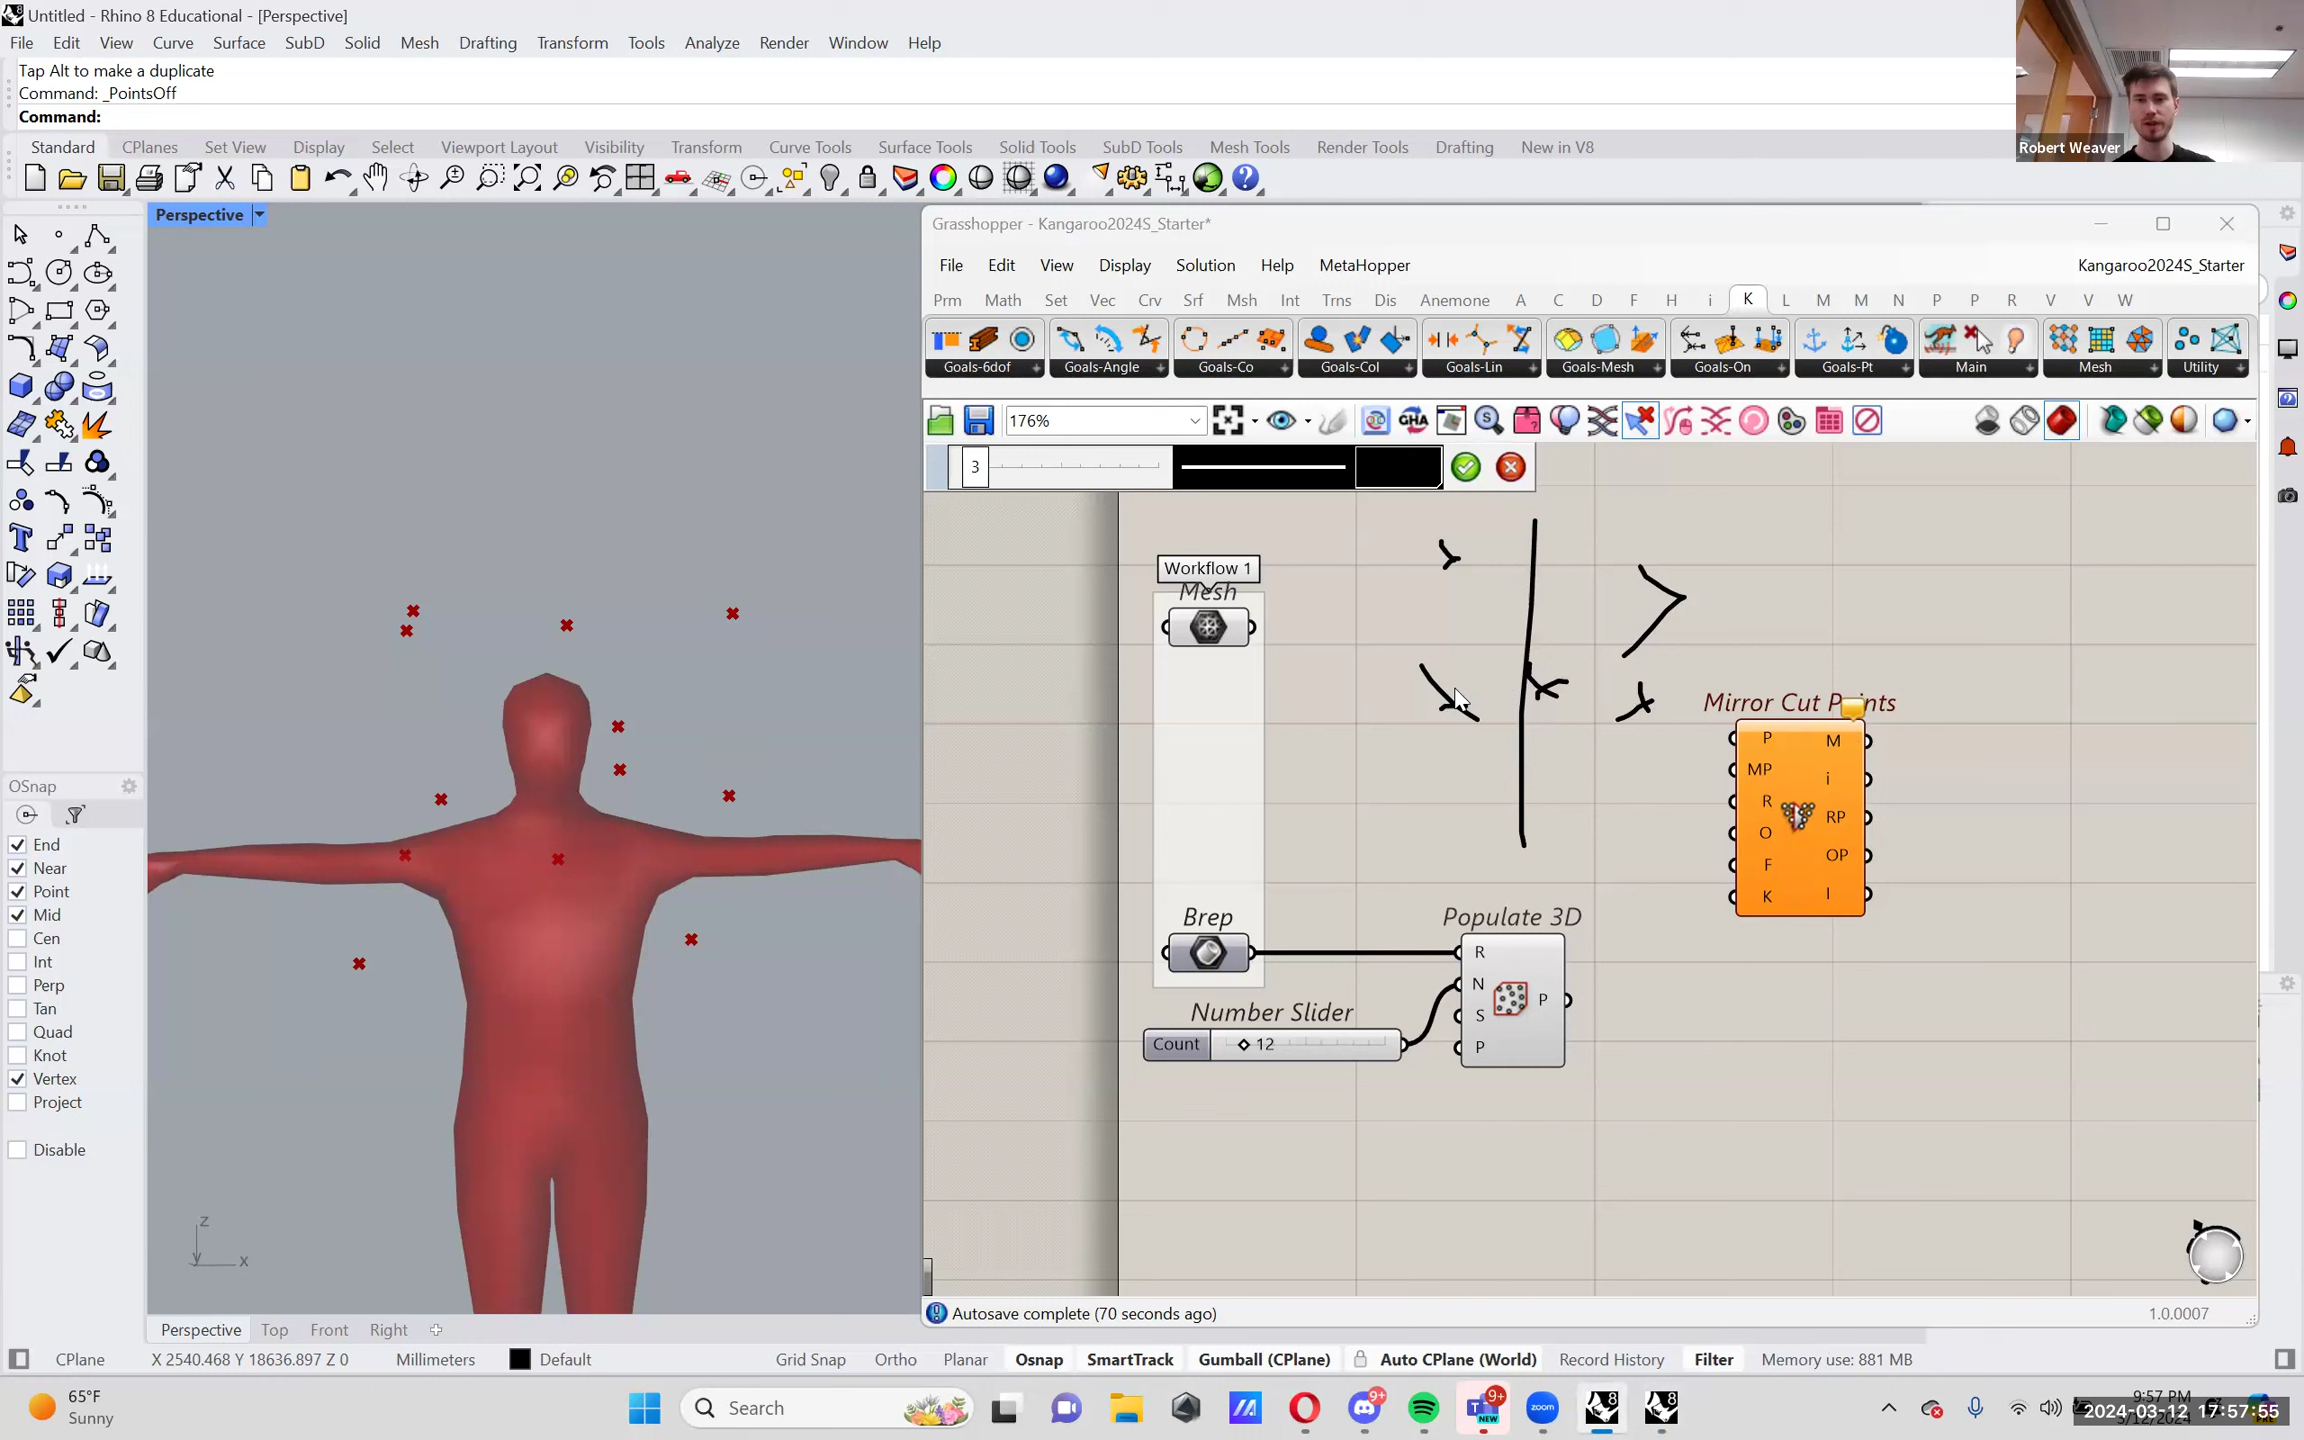 Untitled - Rhino 8 Educational - [Perspective]
File Edit View Curve Surface SubD Solid Mesh Drafting Transform Tools Analyze Render Window Help
Tap Alt to make a duplicate
Command: _PointsOff
Command:
Standard CPlanes Set View Display Select Viewport Layout Visibility Transform Curve Tools Surface Tools Solid Tools SubD Tools Mesh Tools Render Tools Drafting New in V8
Robert Weaver
Perspective
Grasshopper - Kangaroo2024S_Starter*
File Edit View Display Solution Help MetaHopper
Kangaroo2024S_Starter
Prm Math Set Vec Crv Srf Msh Int Trns Dis Anemone A C D F H i K L M M N P P R V V W
Goals-6dof Goals-Angle Goals-Co Goals-Col Goals-Lin Goals-Mesh Goals-On Goals-Pt Main Mesh Utility
176%
GHA
3
Workflow 1
Mesh
Mirror Cut Points
P M
MP i
R RP
O OP
F I
K
Brep
Populate 3D
R
N
S
P
P
Number Slider
Count 12
OSnap
End
Near
Point
Mid
Cen
Int
Perp
Tan
Quad
Knot
Vertex
Project
Disable
z
y
x
Autosave complete (70 seconds ago)
1.0.0007
Perspective Top Front Right
CPlane X 2540.468 Y 18636.897 Z 0 Millimeters Default Grid Snap Ortho Planar Osnap SmartTrack Gumball (CPlane) Auto CPlane (World) Record History Filter Memory use: 881 MB
65°F
Sunny
Search
9+
9+
NEW
zoom
8
8
9:57 PM
2024-03-12 17:57:55